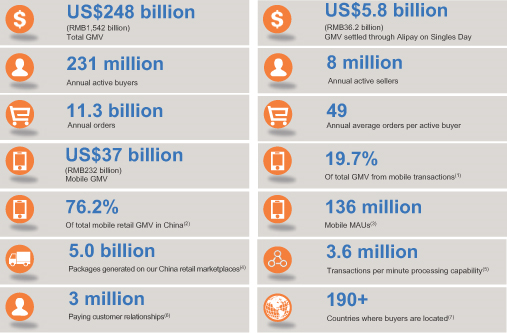 US$248 billion
(RMB1,542 billion)
Total GMV
US$5.8 billion
(RMB36.2 billion)
GMV settled through Alipay on Singles Day
231 million
Annual active buyers
8 million
Annual active sellers
11.3 billion
Annual orders
49
Annual average orders per active buyer
US$37 billion
(RMB232 billion)
Mobile GMV
19.7%
Of total GMV from mobile transactions(1)
76.2%
Of total mobile retail GMV in China(2)
136 million
Mobile MAUs(3)
5.0 billion
Packages generated on our China retail marketplaces(4)
3.6 million
Transactions per minute processing capability(5)
3 million
Paying customer relationships(6)
190+
Countries where buyers are located(7)